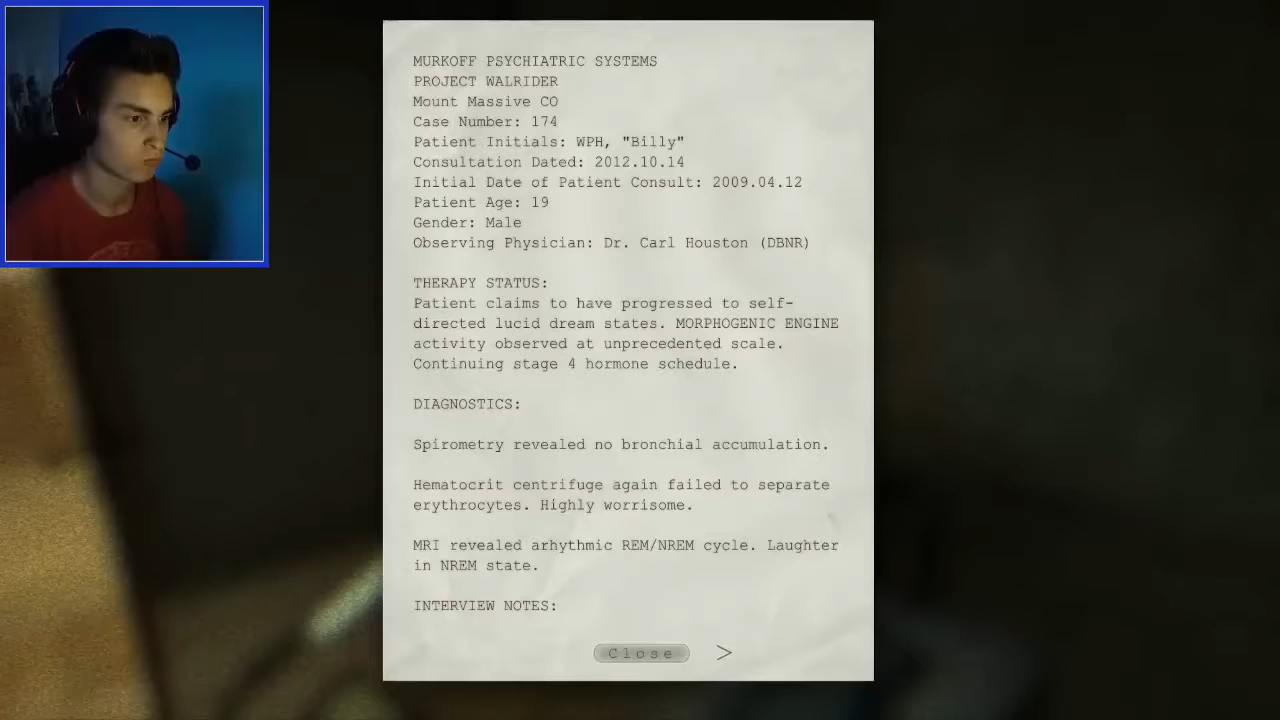 MURKOFF PSYCHIATRIC SYSTEMS
PROJECT WALRIDER
Mount Massive CO
Case Number: 174
Patient Initials: WPH, "Billy"
Consultation Dated: 2012.10.14
Initial Date of Patient Consult: 2009.04.12
Patient Age: 19
Gender: Male
Observing Physician: Dr. Carl Houston (DBNR)
THERAPY STATUS:
Patient claims to have progressed to self-
directed lucid dream states. MORPHOGENIC ENGINE
activity observed at unprecedented scale.
Continuing stage 4 hormone schedule.
DIAGNOSTICS:
Spirometry revealed no bronchial accumulation.
Hematocrit centrifuge again failed to separate
erythrocytes. Highly worrisome.
MRI revealed arhythmic REM/NREM cycle. Laughter
in NREM state.
INTERVIEW NOTES:
Close >